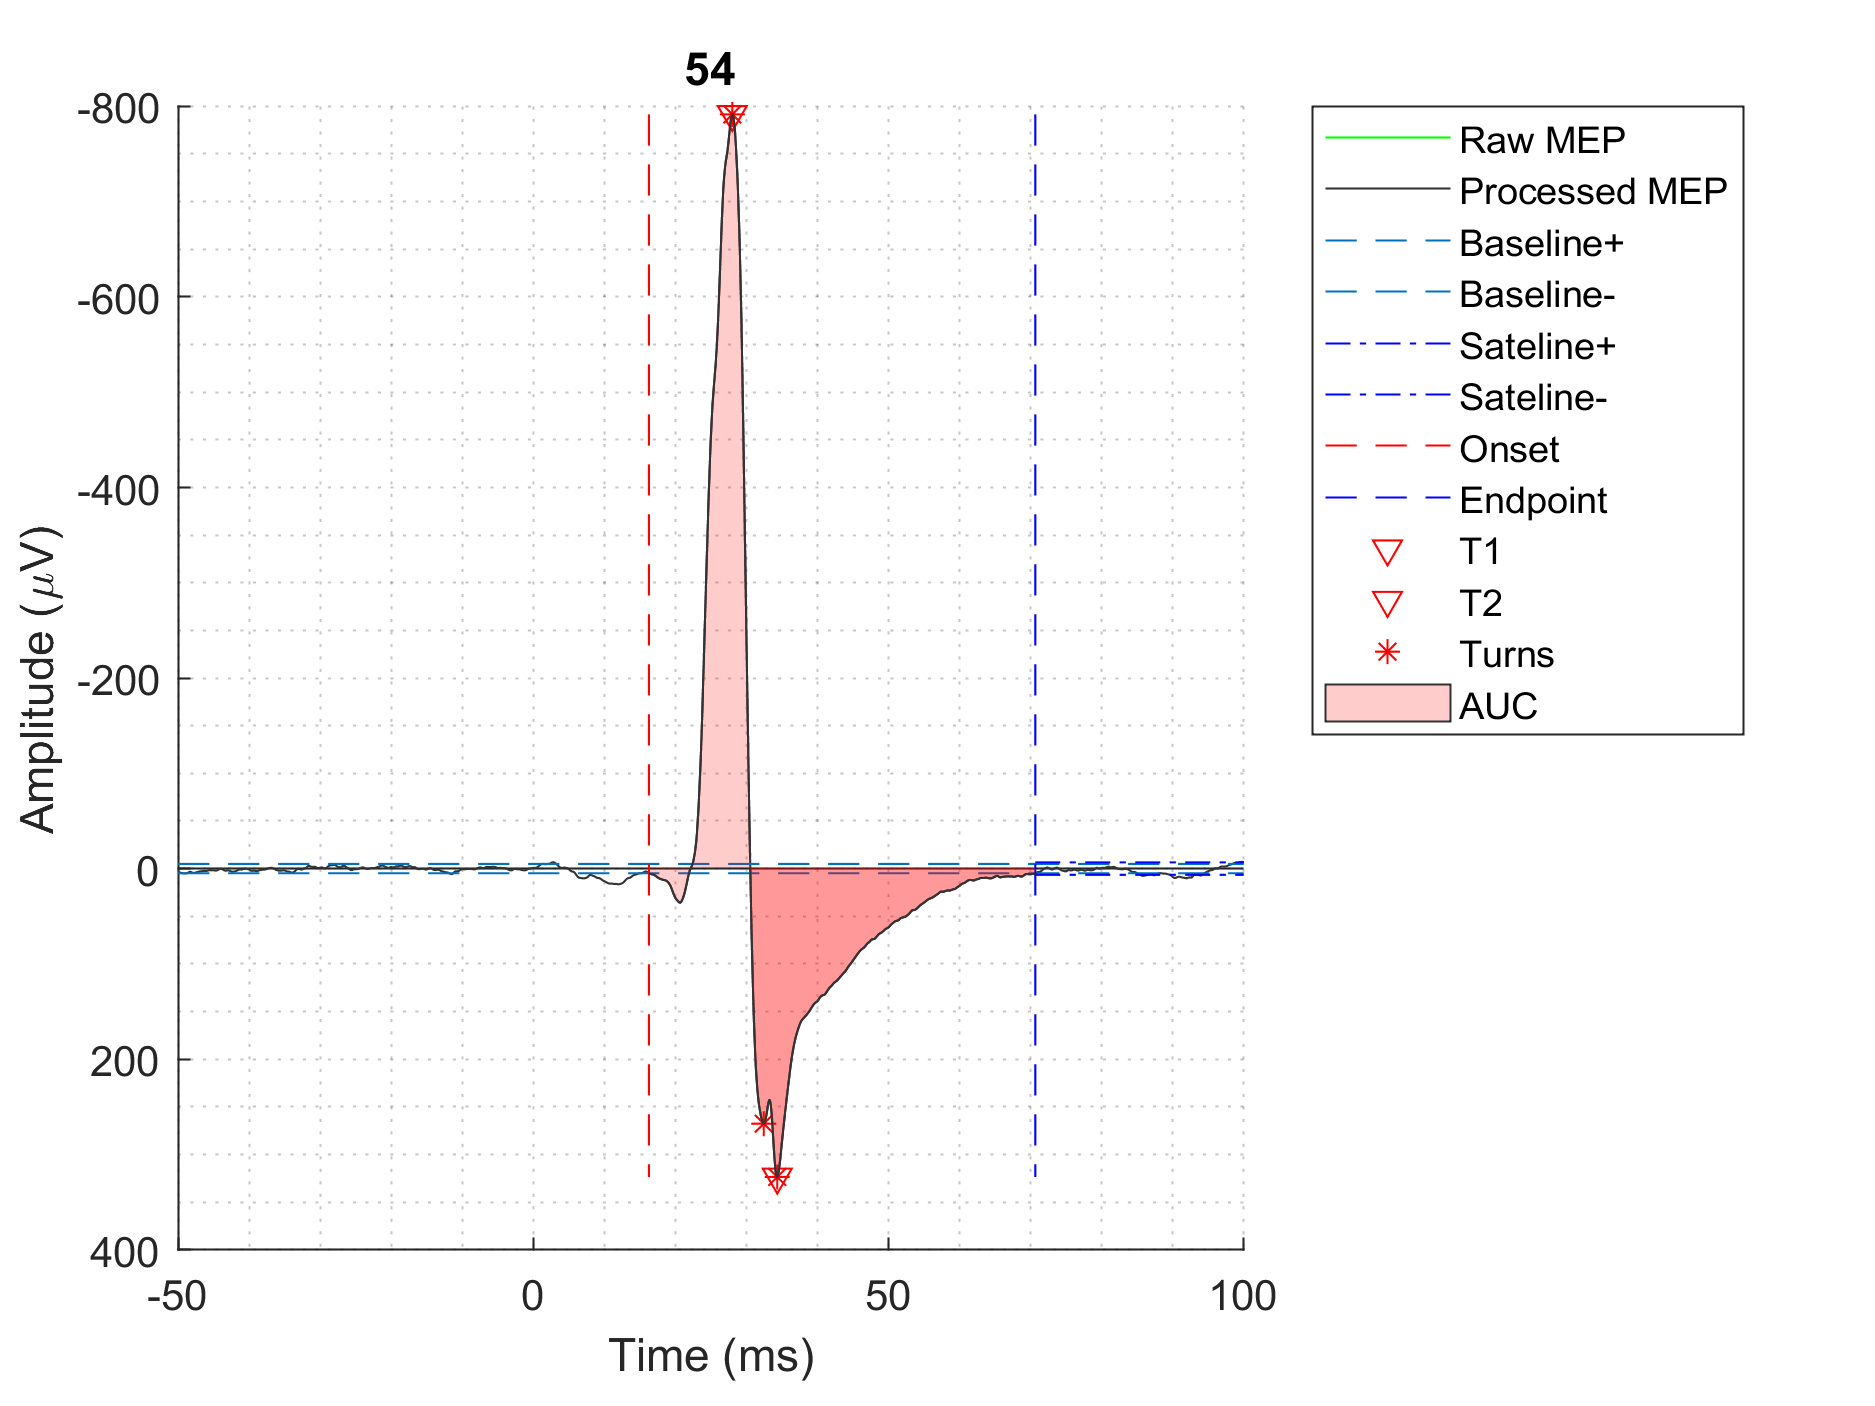 54
-800
-600
-400
-200
0
200
400
Amplitude (μV)
-50
0
50
100
Time (ms)
Raw MEP
Processed MEP
Baseline+
Baseline-
Sateline+
Sateline-
Onset
Endpoint
T1
T2
Turns
AUC